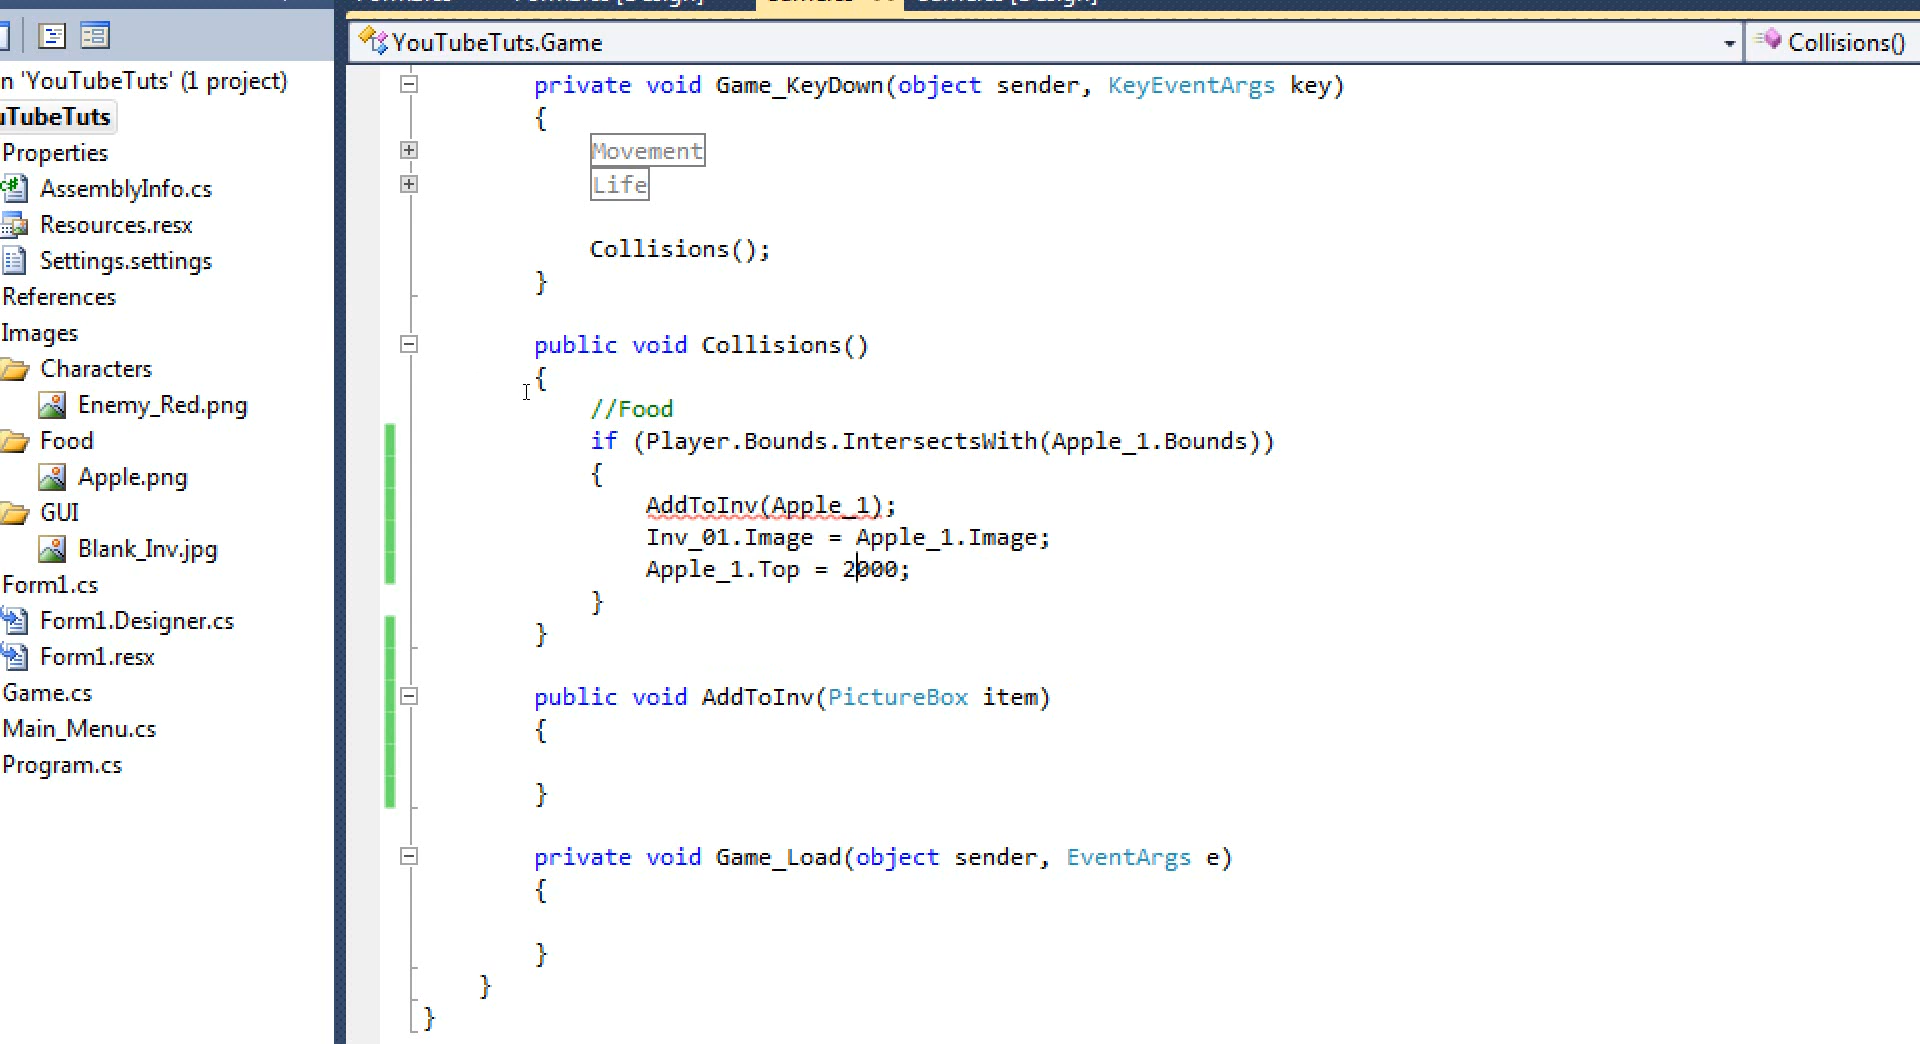 n 'YouTubeTuts' (1 project)
uTubeTuts
Properties
AssemblyInfo.cs
Resources.resx
Settings.settings
References
Images
Characters
Enemy_Red.png
Food
Apple.png
GUI
Blank_Inv.jpg
Form1.cs
Form1.Designer.cs
Form1.resx
Game.cs
Main_Menu.cs
Program.cs
YouTubeTuts.Game
Collisions()
private void Game_KeyDown(object sender, KeyEventArgs key)
{
Movement
Life
Collisions();
}
public void Collisions()
{
//Food
if (Player.Bounds.IntersectsWith(Apple_1.Bounds))
{
AddToInv(Apple_1);
Inv_01.Image = Apple_1.Image;
Apple_1.Top = 2000;
}
}
public void AddToInv(PictureBox item)
{
}
private void Game_Load(object sender, EventArgs e)
{
}
}
}